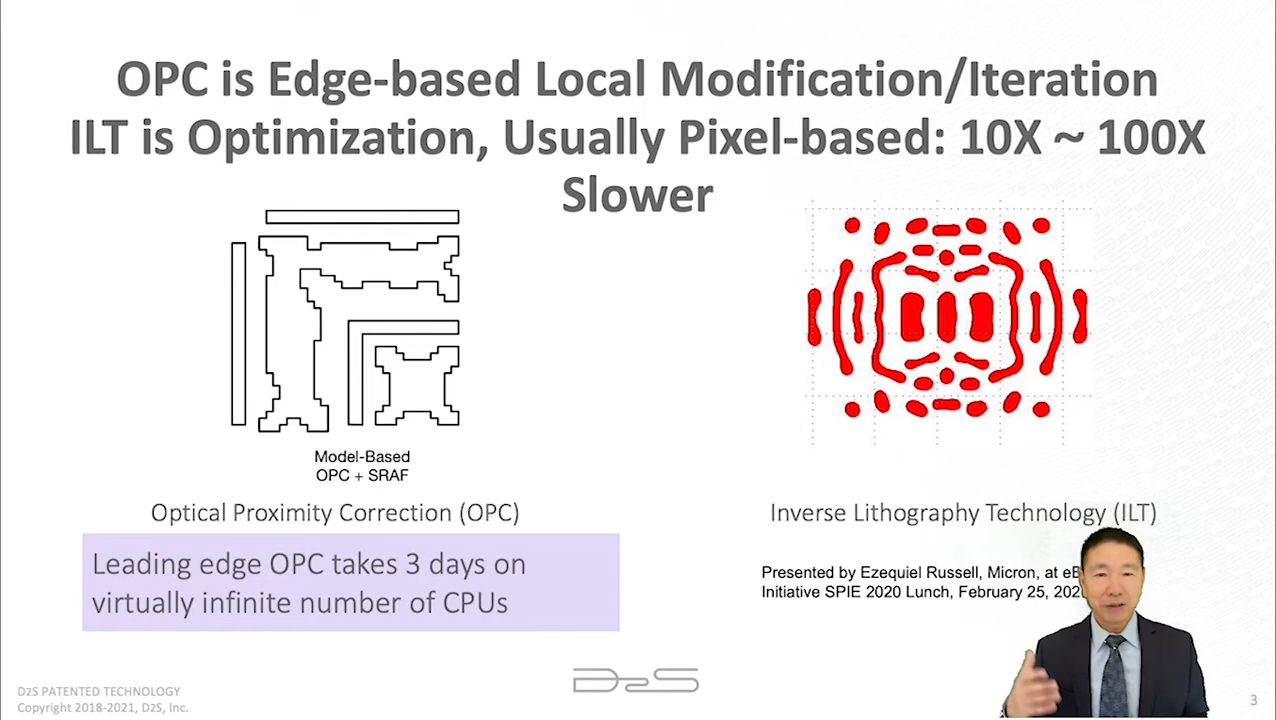 OPC is Edge-based Local Modification/Iteration
ILT is Optimization, Usually Pixel-based: 10X ~ 100X
Slower
Model-Based
OPC + SRAF
Optical Proximity Correction (OPC)
Inverse Lithography Technology (ILT)
Leading edge OPC takes 3 days on
virtually infinite number of CPUs
Presented by Ezequiel Russell, Micron, at
Initiative SPIE 2020 Lunch, February 25,
D2S
D2S PATENTED TECHNOLOGY
Copyright 2018-2021, D2S, Inc.
3